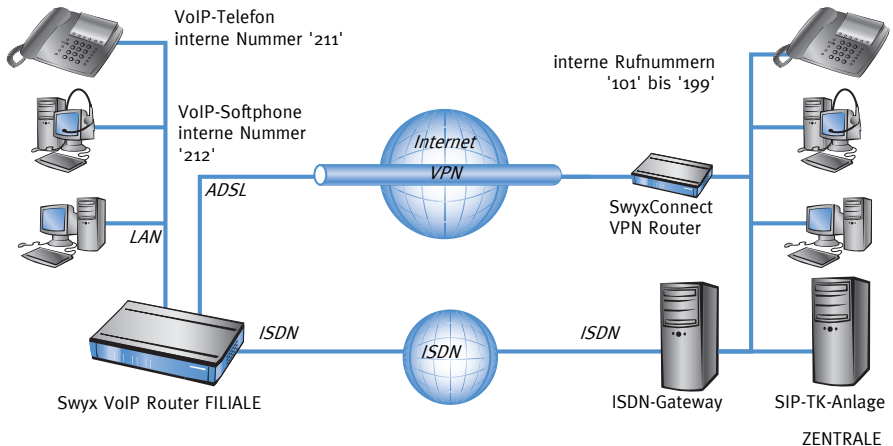 VoIP-Telefon
interne Nummer '211'
interne Rufnummern
'101' bis '199'
VoIP-Softphone
interne Nummer
'212'
Internet
VPN
ADSL
LAN
SwyxConnect
VPN Router
ISDN
ISDN
ISDN
Swyx VoIP Router FILIALE
ISDN-Gateway
SIP-TK-Anlage
ZENTRALE